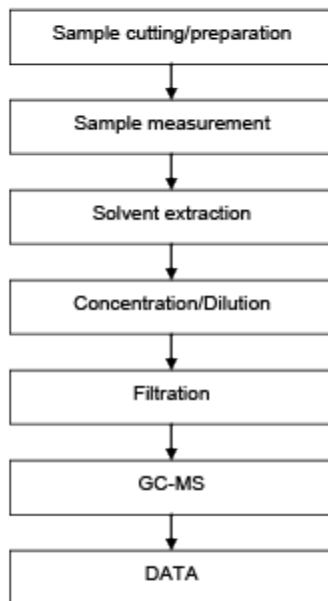 Sample cutting/preparation
Sample measurement
Solvent extraction
Concentration/Dilution
Filtration
GC-MS
DATA